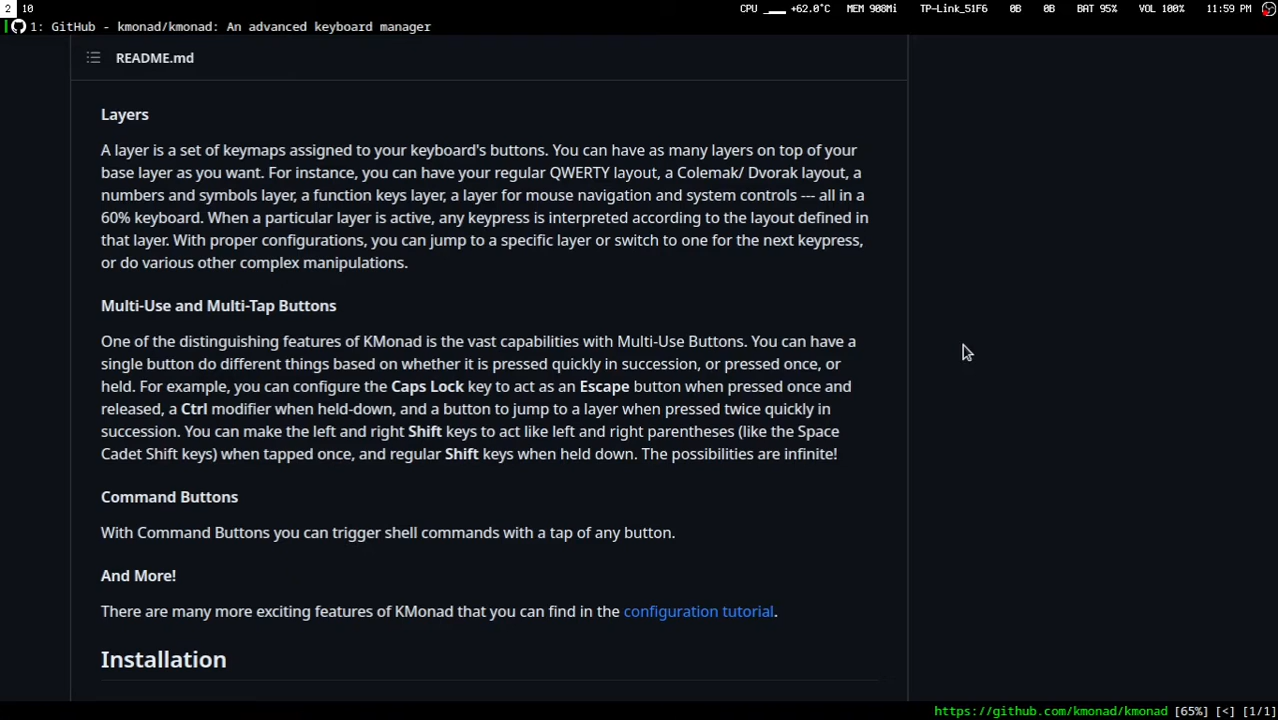 2 10 CPU +62.0°C MEM 908Mi TP-Link_51F6 0B 0B BAT 95% VOL 100% 11:59 PM
1: GitHub - kmonad/kmonad: An advanced keyboard manager
README.md
Layers
A layer is a set of keymaps assigned to your keyboard's buttons. You can have as many layers on top of your
base layer as you want. For instance, you can have your regular QWERTY layout, a Colemak/ Dvorak layout, a
numbers and symbols layer, a function keys layer, a layer for mouse navigation and system controls --- all in a
60% keyboard. When a particular layer is active, any keypress is interpreted according to the layout defined in
that layer. With proper configurations, you can jump to a specific layer or switch to one for the next keypress,
or do various other complex manipulations.
Multi-Use and Multi-Tap Buttons
One of the distinguishing features of KMonad is the vast capabilities with Multi-Use Buttons. You can have a
single button do different things based on whether it is pressed quickly in succession, or pressed once, or
held. For example, you can configure the Caps Lock key to act as an Escape button when pressed once and
released, a Ctrl modifier when held-down, and a button to jump to a layer when pressed twice quickly in
succession. You can make the left and right Shift keys to act like left and right parentheses (like the Space
Cadet Shift keys) when tapped once, and regular Shift keys when held down. The possibilities are infinite!
Command Buttons
With Command Buttons you can trigger shell commands with a tap of any button.
And More!
There are many more exciting features of KMonad that you can find in the configuration tutorial.
Installation
https://github.com/kmonad/kmonad [65%] [<] [1/1]